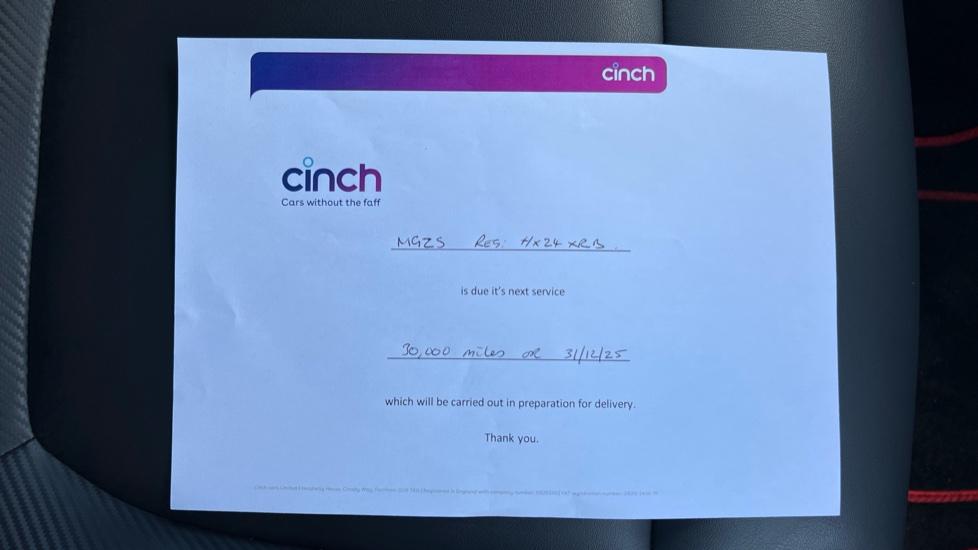 cinch
cinch
Cars without the faff
MGZS REG: HX24 XRB.
is due it's next service
30,000 miles OR 31/12/25
which will be carried out in preparation for delivery.
Thank you.